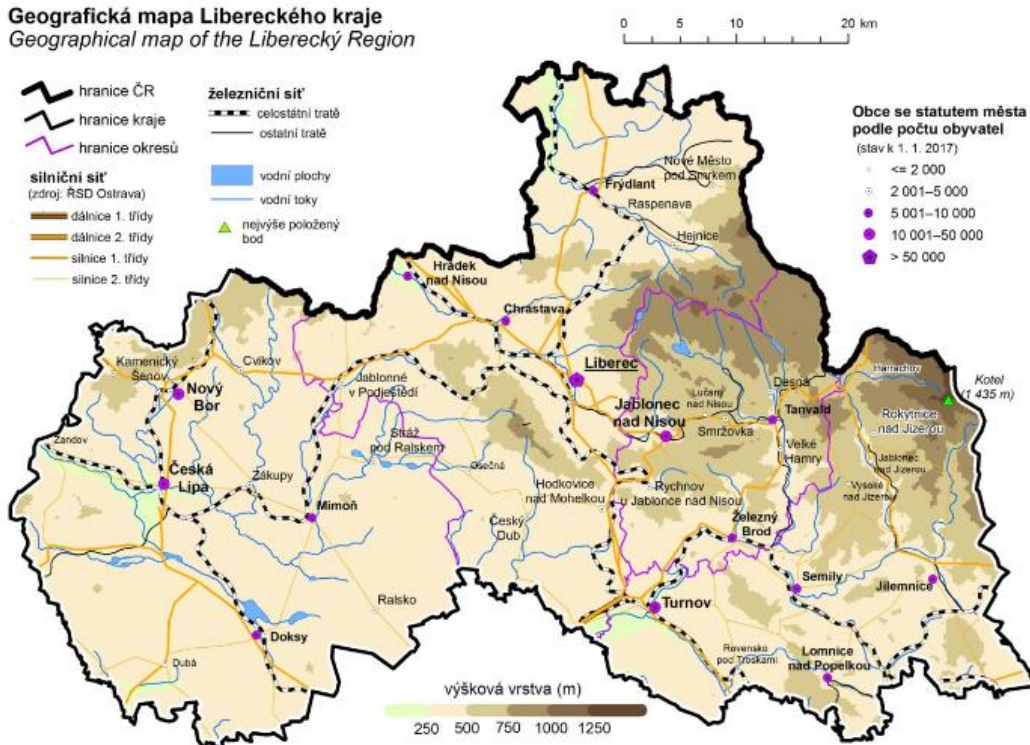 Geografická mapa Libereckého kraje
Geographical map of the Liberecký Region
0 5 10 20 km
hranice ČR
hranice kraje
hranice okresů
silniční síť
(zdroj: ŘSD Ostrava)
dálnice 1. třídy
dálnice 2. třídy
silnice 1. třídy
silnice 2. třídy
železniční síť
celostátní tratě
ostatní tratě
vodní plochy
vodní toky
nejvýše položený
bod
Obce se statutem města
podle počtu obyvatel
(stav k 1. 1. 2017)
<= 2 000
2 001–5 000
5 001–10 000
10 001–50 000
> 50 000
Nové Město
pod Smrkem
Frýdlant
Raspenava
Hejnice
Hrádek
nad Nisou
Chrastava
Liberec
Kamenický
Šenov
Cvikov
Nový
Bor
Jablonné
v Podještědí
Jablonec
nad Nisou
Lučany
nad Nisou
Smržovka
Desná
Tanvald
Harrachov
Kotel
(1 435 m)
Rokytnice
nad Jizerou
Velké
Hamry
Jablonec
nad Jizerou
Vysoké
nad Jizerou
Stráž
pod Ralskem
Osečná
Žandov
Česká
Lípa
Zákupy
Mimoň
Hodkovice
nad Mohelkou
Rychnov
u Jablonce nad Nisou
Český
Dub
Železný
Brod
Semily
Jilemnice
Ralsko
Turnov
Doksy
Dubá
Rovensko
pod Troskami
Lomnice
nad Popelkou
výšková vrstva (m)
250 500 750 1000 1250